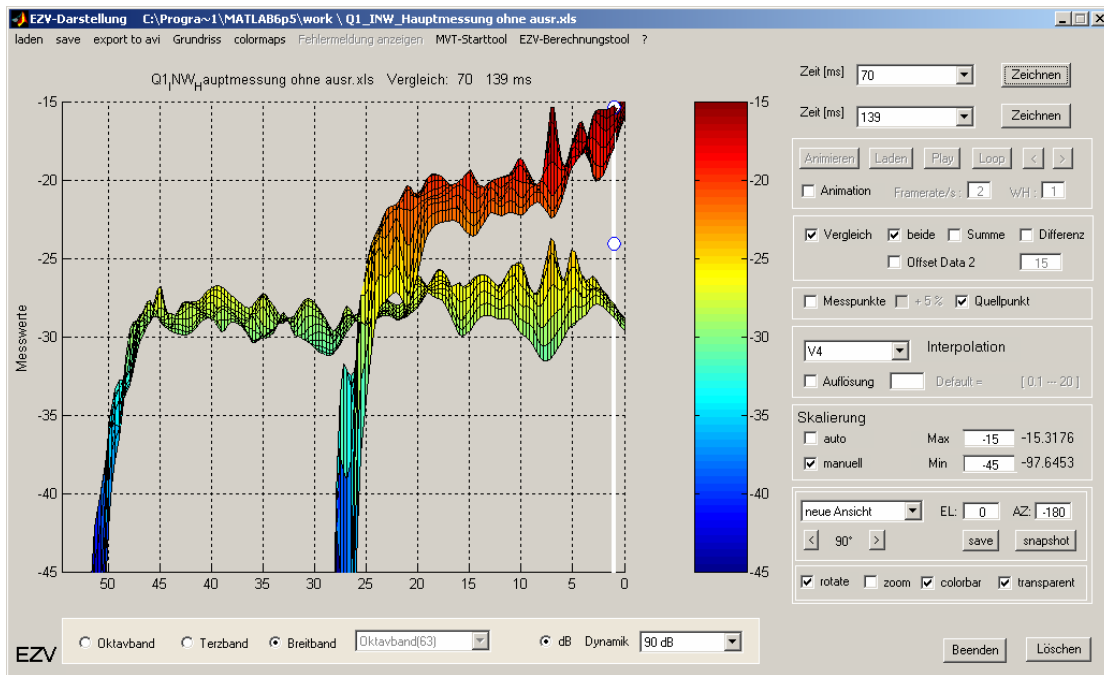 EZV-Darstellung C:\Progra~1\MATLAB6p5\work \ Q1_INW_Hauptmessung ohne ausr.xls
laden save export to avi Grundriss colormaps Fehlermeldung anzeigen MVT-Starttool EZV-Berechnungstool ?
Q1INWHauptmessung ohne ausr.xls Vergleich: 70 139 ms
Messwerte
-15
-20
-25
-30
-35
-40
-45
50 45 40 35 30 25 20 15 10 5 0
-15
-20
-25
-30
-35
-40
-45
Zeit [ms] 70 Zeichnen
Zeit [ms] 139 Zeichnen
Animieren Laden Play Loop < >
Animation Framerate/s : 2 WH : 1
Vergleich beide Summe Differenz
Offset Data 2 15
Messpunkte + 5 % Quellpunkt
V4 Interpolation
Auflösung Default = [ 0.1 --- 20 ]
Skalierung
auto Max -15 -15.3176
manuell Min -45 -97.6453
neue Ansicht EL: 0 AZ: -180
< 90° > save snapshot
rotate zoom colorbar transparent
EZV Oktavband Terzband Breitband Oktavband(63) dB Dynamik 90 dB
Beenden Löschen